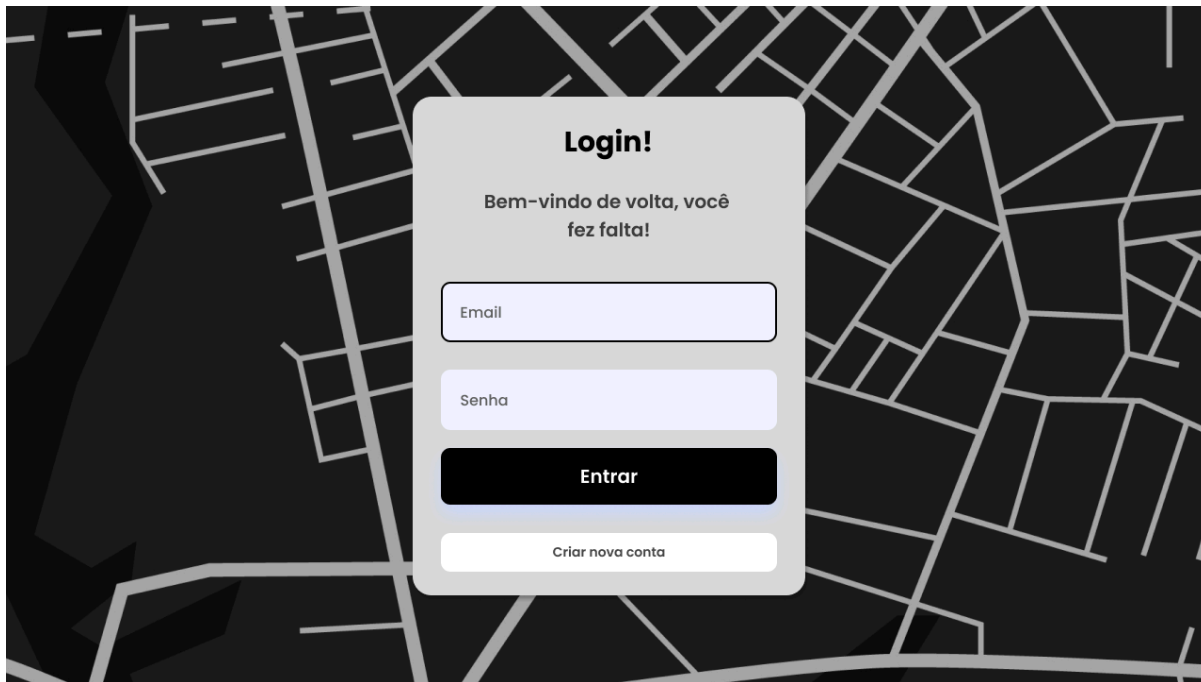 Login!
Bem-vindo de volta, você
fez falta!
Email
Senha
Entrar
Criar nova conta